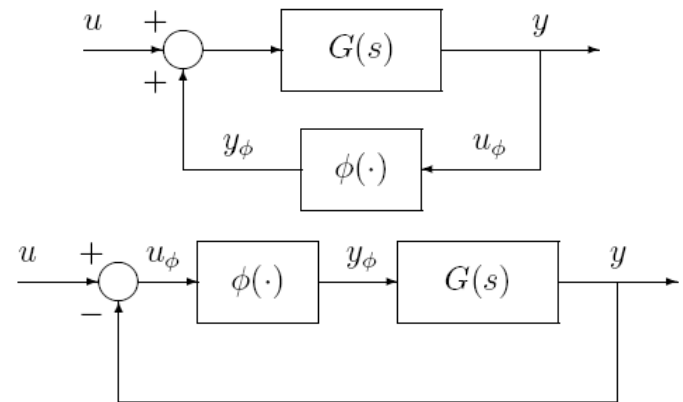 u + G(s) y
+
y_ϕ ϕ(·) u_ϕ
u + u_ϕ ϕ(·) y_ϕ G(s) y
−